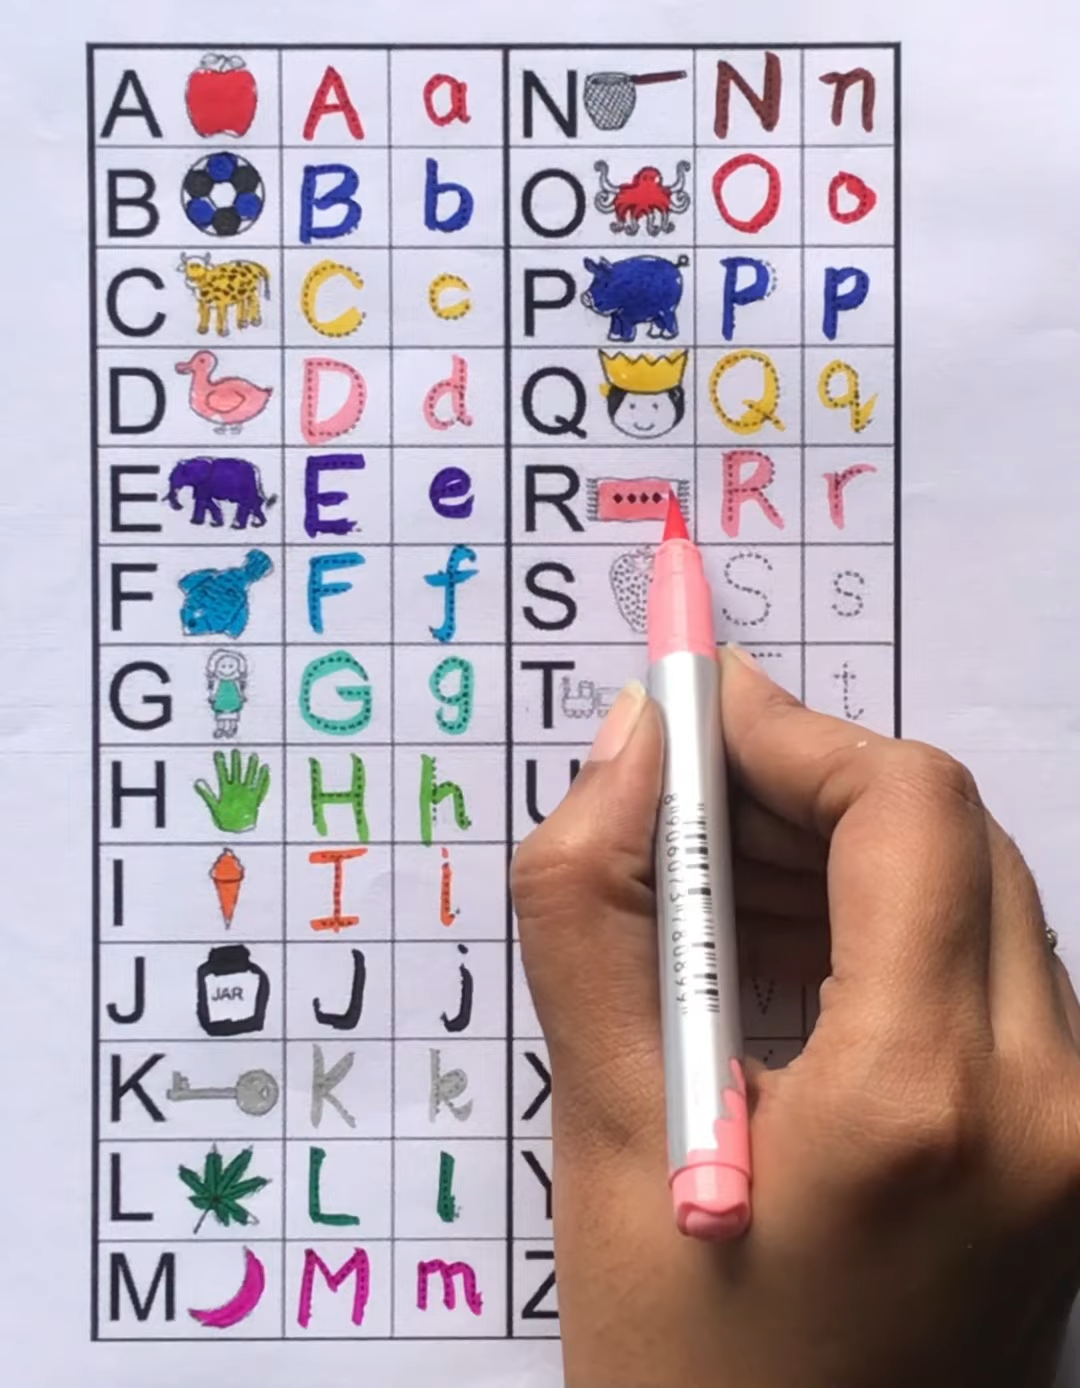 A A a
B B b
C C c
D D d
E E e
F F f
G G g
H H h
I I i
J JAR J j
K K k
L L l
M M m
N N n
O O o
P P p
Q Q q
R R r
S S s
T t
U
V
X
Y
Z